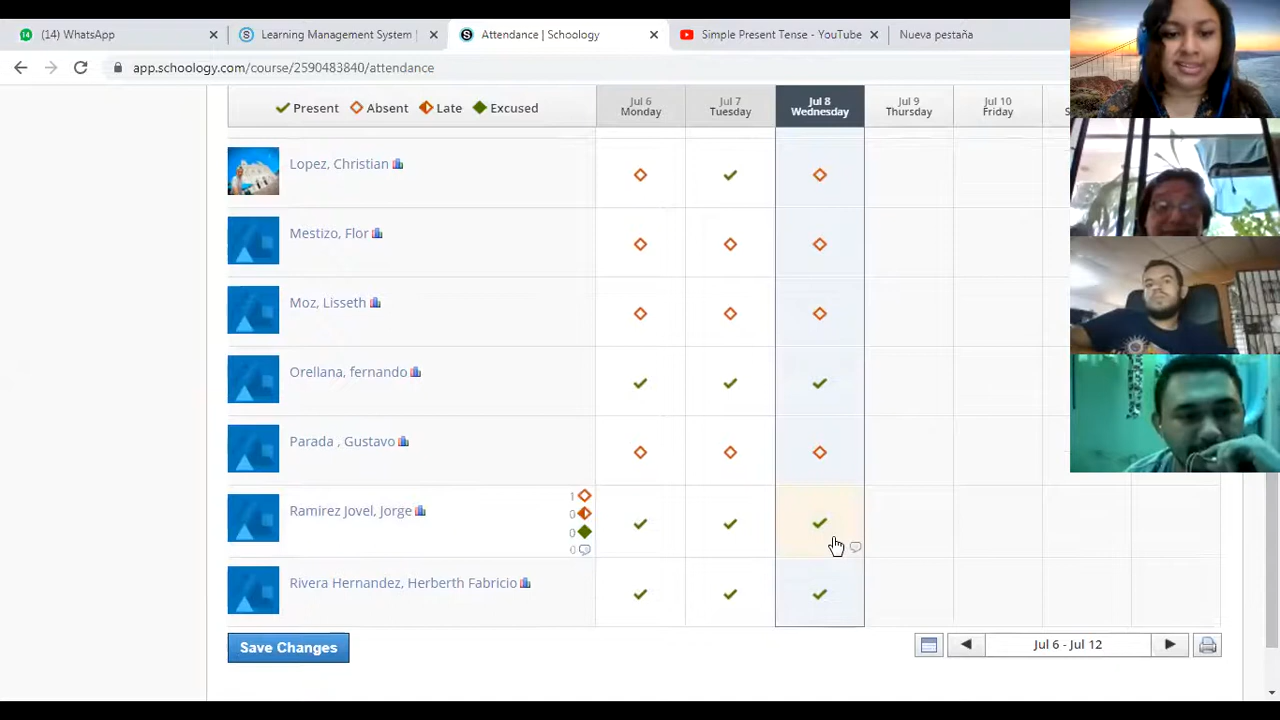 (14) WhatsApp
Learning Management System |
Attendance | Schoology
Simple Present Tense - YouTube
Nueva pestaña
app.schoology.com/course/2590483840/attendance
Present Absent Late Excused
Jul 6
Monday
Jul 7
Tuesday
Jul 8
Wednesday
Jul 9
Thursday
Jul 10
Friday
Lopez, Christian
Mestizo, Flor
Moz, Lisseth
Orellana, fernando
Parada , Gustavo
Ramirez Jovel, Jorge
1
0
0
0
Rivera Hernandez, Herberth Fabricio
Save Changes
Jul 6 - Jul 12